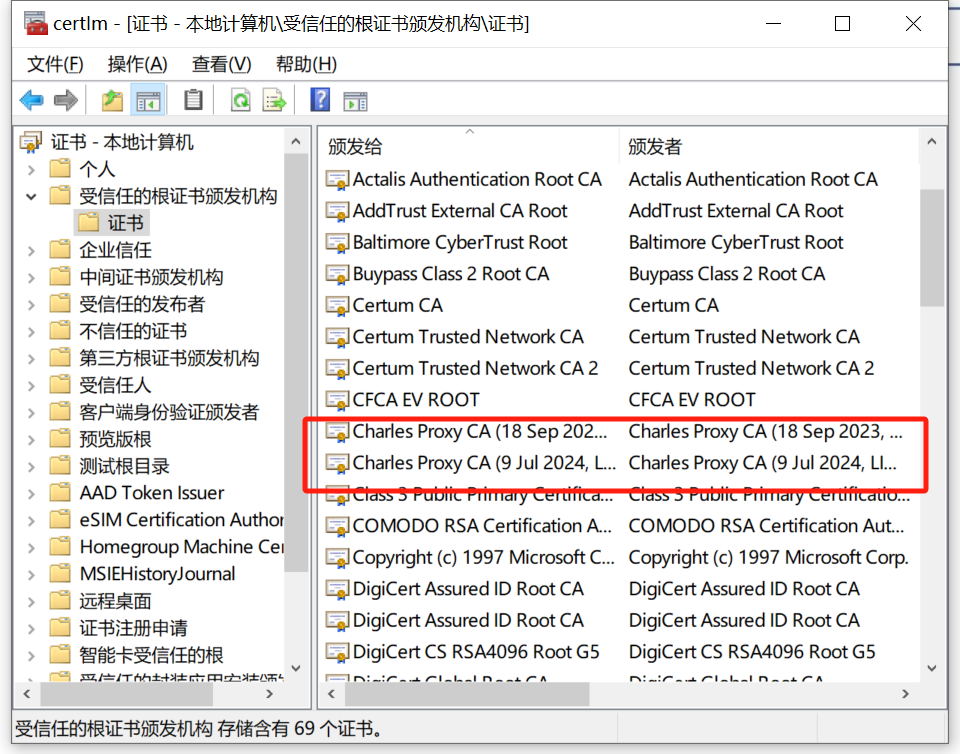 certlm - [证书 - 本地计算机\受信任的根证书颁发机构\证书]
文件(F) 操作(A) 查看(V) 帮助(H)
证书 - 本地计算机
个人
受信任的根证书颁发机构
证书
企业信任
中间证书颁发机构
受信任的发布者
不信任的证书
第三方根证书颁发机构
受信任人
客户端身份验证颁发者
预览版根
测试根目录
AAD Token Issuer
eSIM Certification Author
Homegroup Machine Cer
MSIEHistoryJournal
远程桌面
证书注册申请
智能卡受信任的根
受信任的封装应用安装颁发
颁发给 颁发者
Actalis Authentication Root CA Actalis Authentication Root CA
AddTrust External CA Root AddTrust External CA Root
Baltimore CyberTrust Root Baltimore CyberTrust Root
Buypass Class 2 Root CA Buypass Class 2 Root CA
Certum CA Certum CA
Certum Trusted Network CA Certum Trusted Network CA
Certum Trusted Network CA 2 Certum Trusted Network CA 2
CFCA EV ROOT CFCA EV ROOT
Charles Proxy CA (18 Sep 202... Charles Proxy CA (18 Sep 2023, ...
Charles Proxy CA (9 Jul 2024, L... Charles Proxy CA (9 Jul 2024, LI...
Class 3 Public Primary Certifica... Class 3 Public Primary Certificatio...
COMODO RSA Certification A... COMODO RSA Certification Aut...
Copyright (c) 1997 Microsoft C... Copyright (c) 1997 Microsoft Corp.
DigiCert Assured ID Root CA DigiCert Assured ID Root CA
DigiCert Assured ID Root CA DigiCert Assured ID Root CA
DigiCert CS RSA4096 Root G5 DigiCert CS RSA4096 Root G5
DigiCert Global Root CA DigiCert Global Root CA
受信任的根证书颁发机构 存储含有 69 个证书。